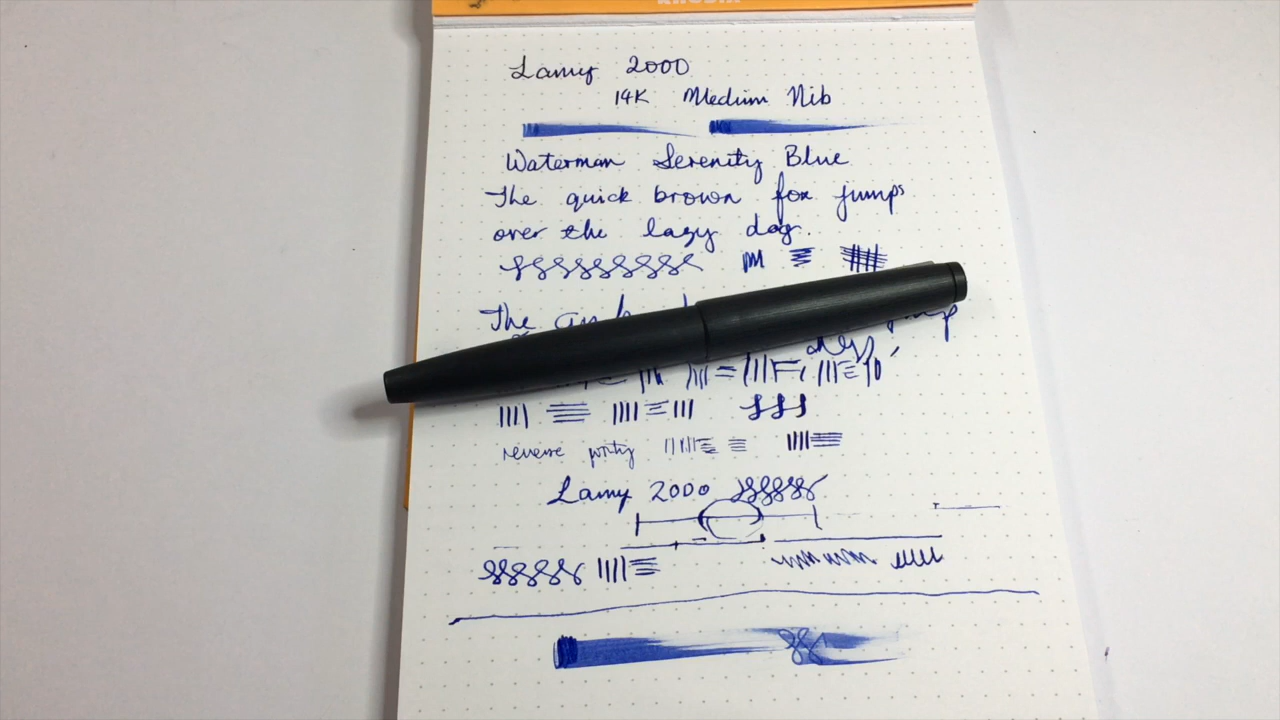 RHODIA
Lamy 2000
14K Medium Nib
Waterman Serenity Blue
The quick brown fox jumps
over the lazy dog.
The
reverse
Lamy 2000